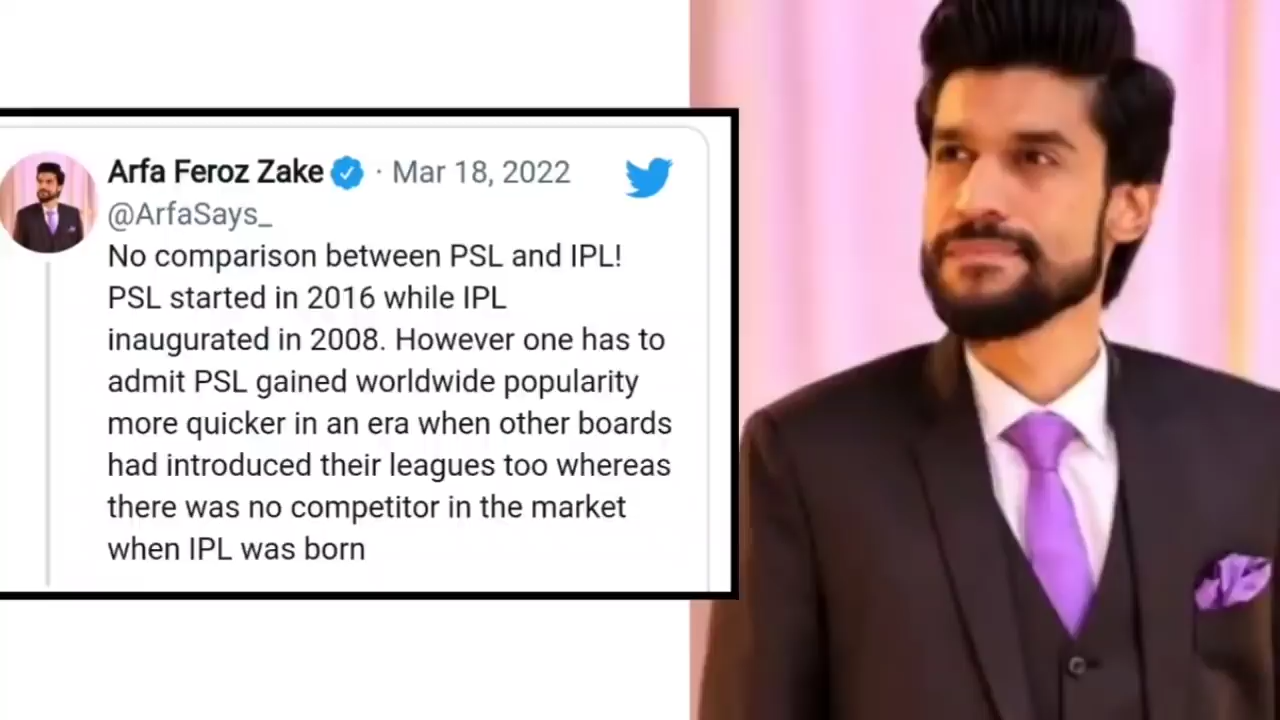 Arfa Feroz Zake · Mar 18, 2022
@ArfaSays_
No comparison between PSL and IPL!
PSL started in 2016 while IPL
inaugurated in 2008. However one has to
admit PSL gained worldwide popularity
more quicker in an era when other boards
had introduced their leagues too whereas
there was no competitor in the market
when IPL was born